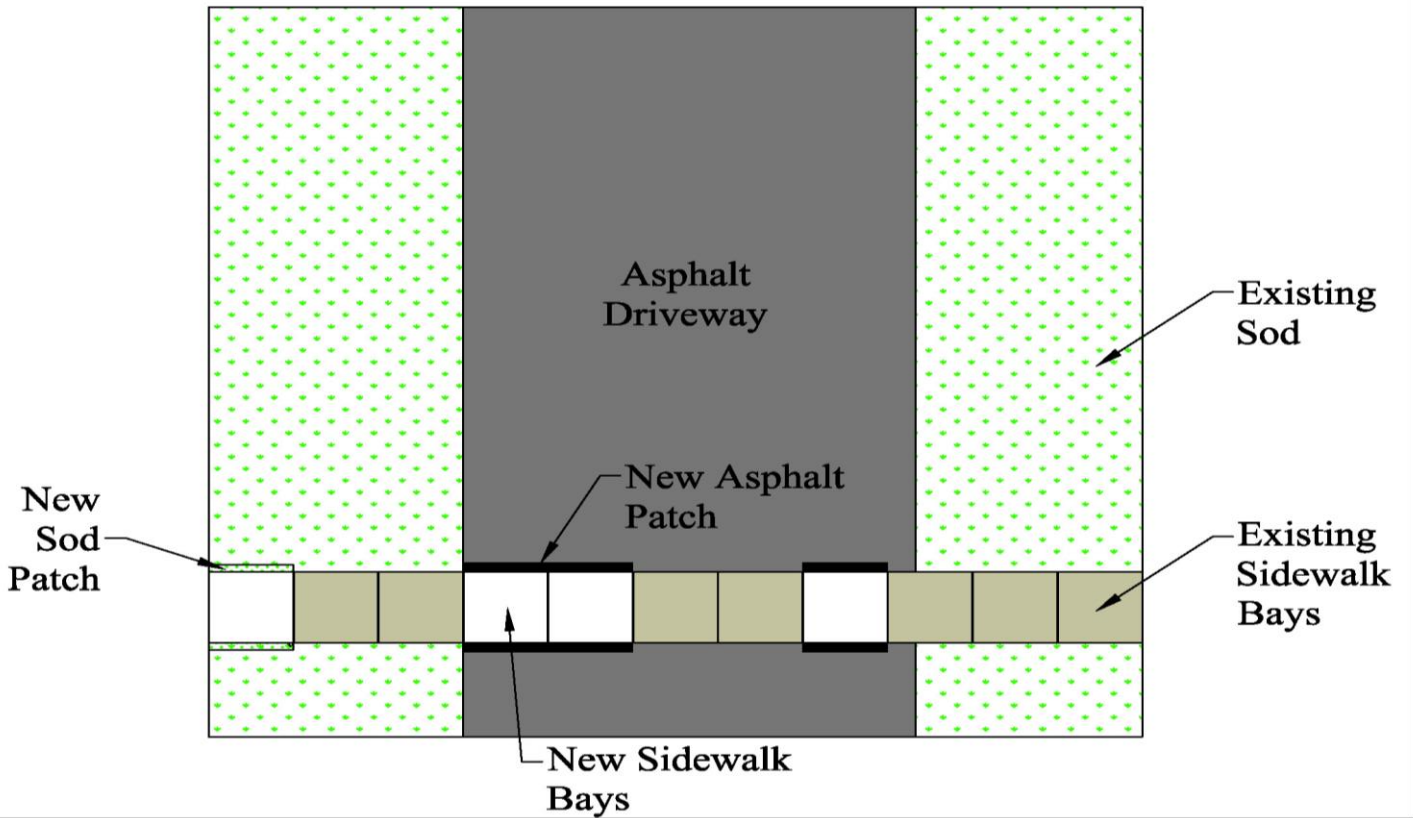 Asphalt
Driveway
Existing
Sod
New Asphalt
Patch
New
Sod
Patch
Existing
Sidewalk
Bays
New Sidewalk
Bays